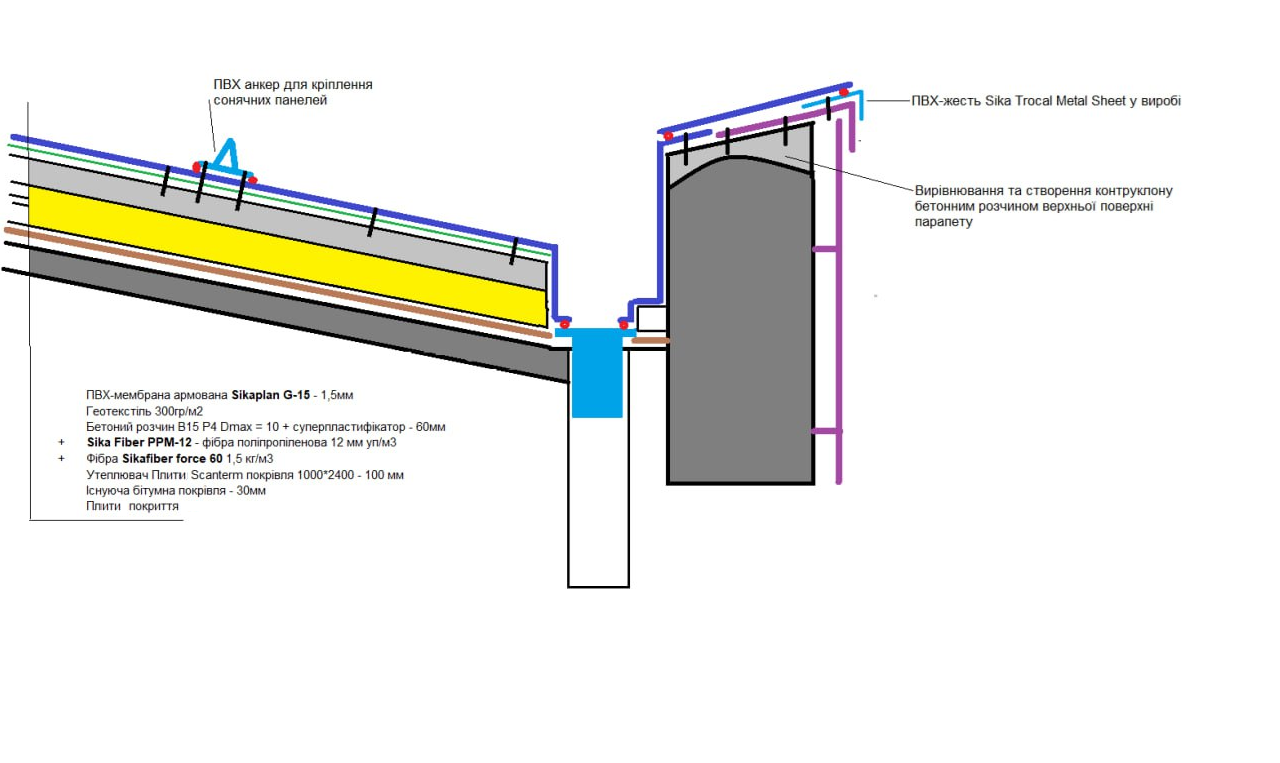 ПВХ анкер для кріплення
сонячних панелей
ПВХ-жесть Sika Trocal Metal Sheet у виробі
Вирівнювання та створення контруклону
бетонним розчином верхньої поверхні
парапету
ПВХ-мембрана армована Sikaplan G-15 - 1,5мм
Геотекстіль 300гр/м2
Бетоний розчин B15 P4 Dmax = 10 + суперпластифікатор - 60мм
+ Sika Fiber PPM-12 - фібра поліпропіленова 12 мм уп/м3
+ Фібра Sikafiber force 60 1,5 кг/м3
Утеплювач Плити Scanterm покрівля 1000*2400 - 100 мм
Існуюча бітумна покрівля - 30мм
Плити покриття